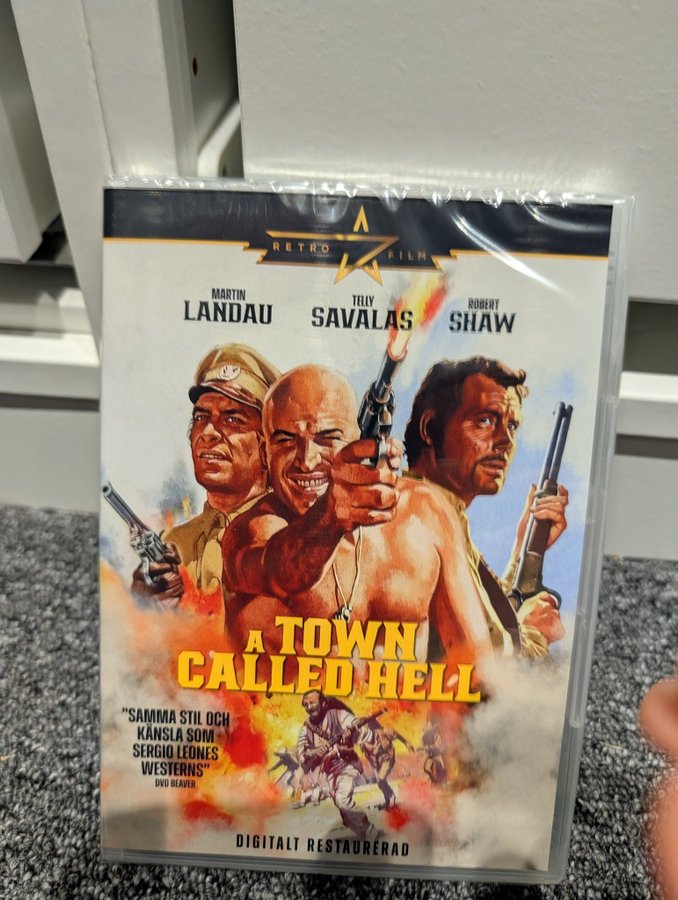 RETRO FILM
MARTIN
LANDAU
TELLY
SAVALAS
ROBERT
SHAW
A TOWN
CALLED HELL
"SAMMA STIL OCH
KÄNSLA SOM
SERGIO LEONES
WESTERNS"
DVD BEAVER
DIGITALT RESTAURERAD